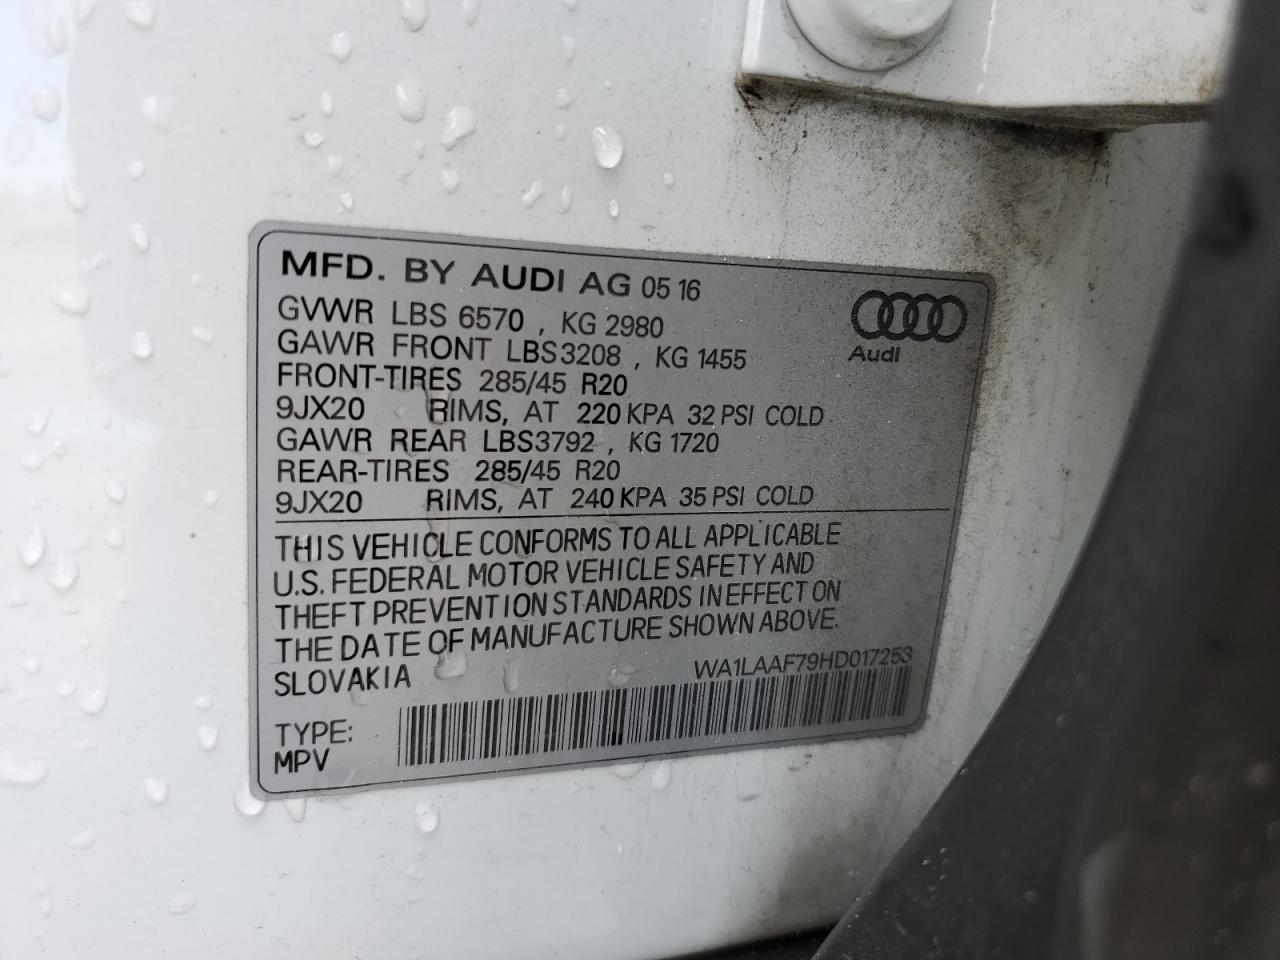 MFD. BY AUDI AG 05 16
GVWR LBS 6570 , KG 2980
GAWR FRONT LBS3208 , KG 1455
FRONT-TIRES 285/45 R20
9JX20 RIMS, AT 220 KPA 32 PSI COLD
GAWR REAR LBS3792 , KG 1720
REAR-TIRES 285/45 R20
9JX20 RIMS, AT 240 KPA 35 PSI COLD
Audi
THIS VEHICLE CONFORMS TO ALL APPLICABLE
U.S. FEDERAL MOTOR VEHICLE SAFETY AND
THEFT PREVENTION STANDARDS IN EFFECT ON
THE DATE OF MANUFACTURE SHOWN ABOVE.
SLOVAKIA WA1LAAF79HD017253
TYPE:
MPV